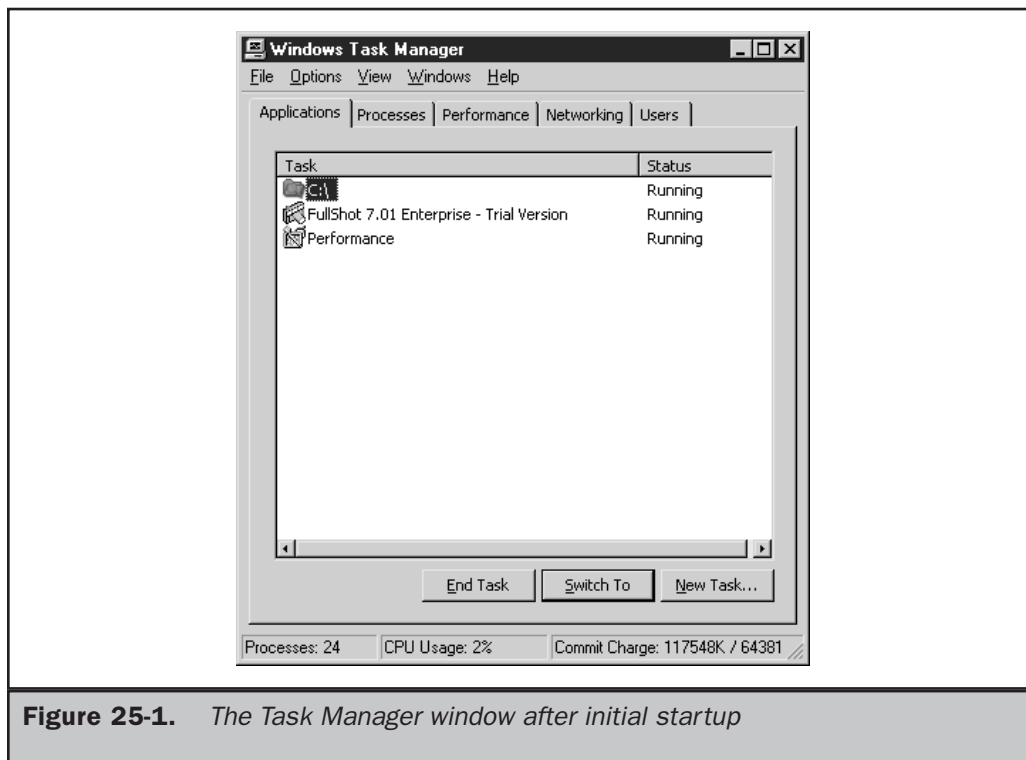 Windows Task Manager
File Options View Windows Help
Applications Processes Performance Networking Users
Task Status
C:\ Running
FullShot 7.01 Enterprise - Trial Version Running
Performance Running
End Task Switch To New Task...
Processes: 24 CPU Usage: 2% Commit Charge: 117548K / 64381
Figure 25-1. The Task Manager window after initial startup